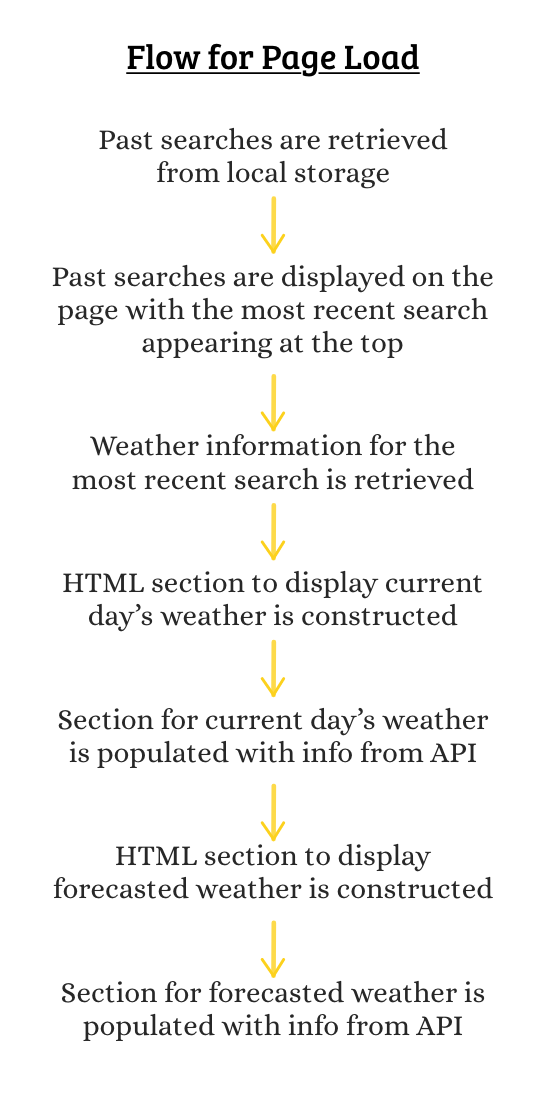 Flow for Page Load
Past searches are retrieved
from local storage
Past searches are displayed on the
page with the most recent search
appearing at the top
Weather information for the
most recent search is retrieved
HTML section to display current
day’s weather is constructed
Section for current day’s weather
is populated with info from API
HTML section to display
forecasted weather is constructed
Section for forecasted weather is
populated with info from API